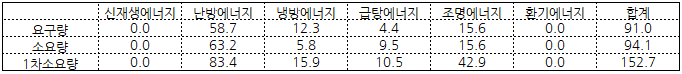 신재생에너지 난방에너지 냉방에너지 급탕에너지 조명에너지 환기에너지 합계
요구량 0.0 58.7 12.3 4.4 15.6 0.0 91.0
소요량 0.0 63.2 5.8 9.5 15.6 0.0 94.1
1차소요량 0.0 83.4 15.9 10.5 42.9 0.0 152.7